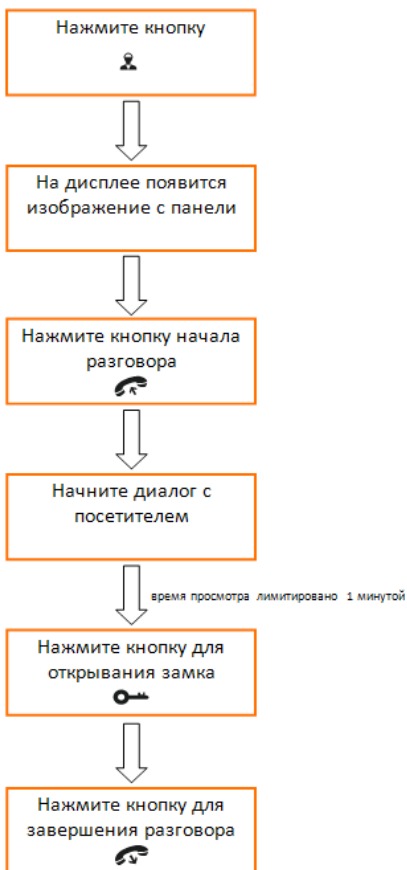 Нажмите кнопку
На дисплее появится
изображение с панели
Нажмите кнопку начала
разговора
Начните диалог с
посетителем
время просмотра лимитировано 1 минутой
Нажмите кнопку для
открывания замка
Нажмите кнопку для
завершения разговора